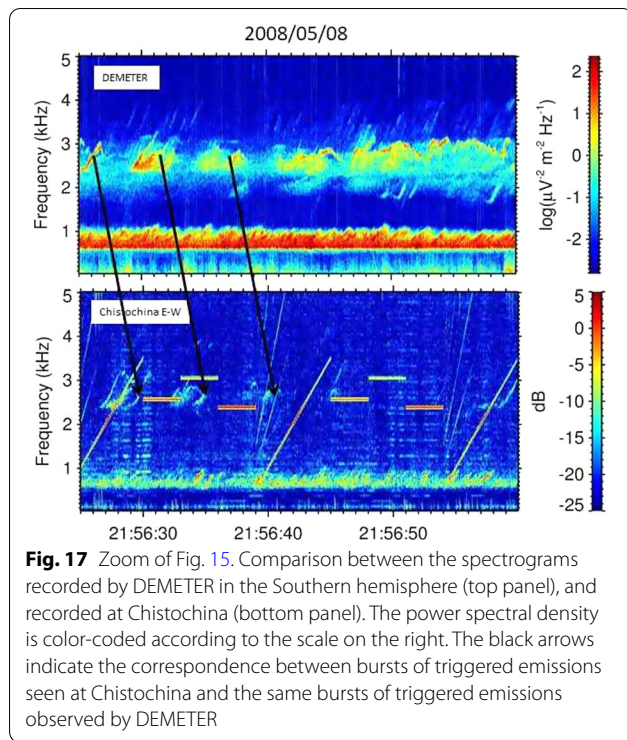 2008/05/08
DEMETER
5
4
3
2
1
Frequency (kHz)
2
1
0
-1
-2
log(μV² m⁻² Hz⁻¹)
Chistochina E-W
5
4
3
2
1
Frequency (kHz)
5
0
-5
-10
-15
-20
-25
dB
21:56:30 21:56:40 21:56:50
Fig. 17 Zoom of Fig. 15. Comparison between the spectrograms
recorded by DEMETER in the Southern hemisphere (top panel), and
recorded at Chistochina (bottom panel). The power spectral density
is color-coded according to the scale on the right. The black arrows
indicate the correspondence between bursts of triggered emissions
seen at Chistochina and the same bursts of triggered emissions
observed by DEMETER